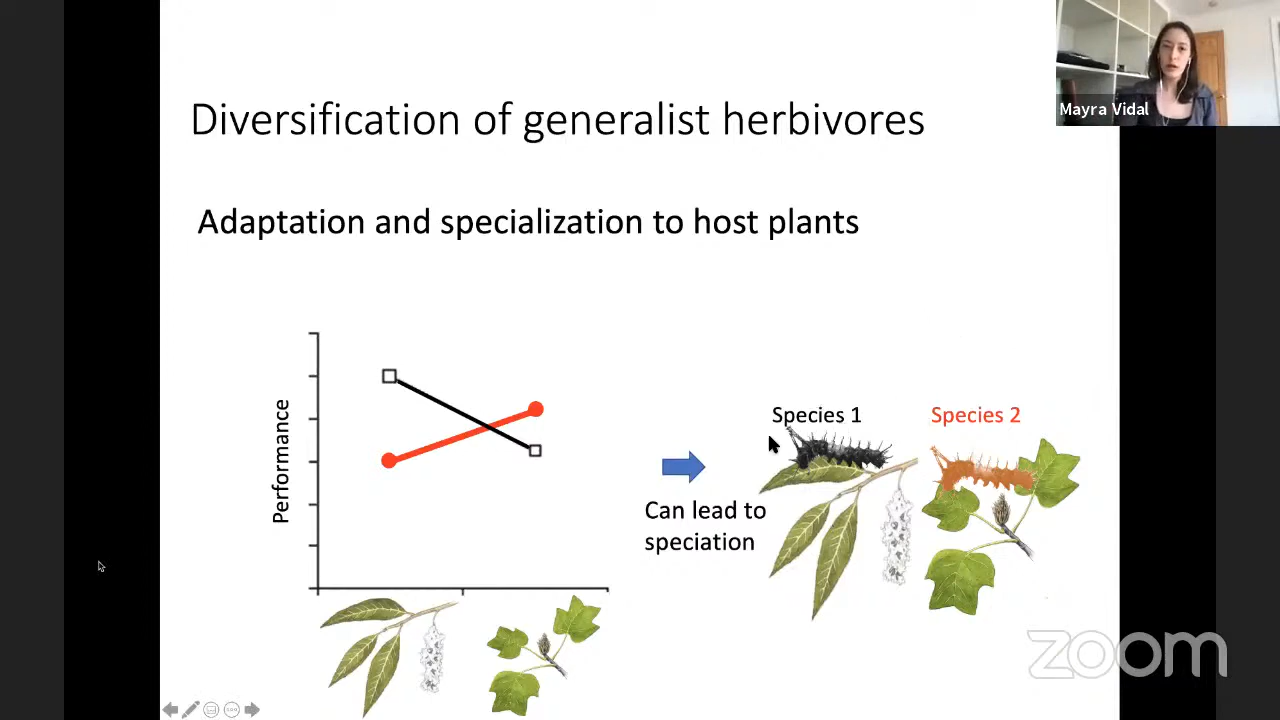 Mayra Vidal
Diversification of generalist herbivores
Adaptation and specialization to host plants
Performance
Can lead to
speciation
Species 1
Species 2
zoom